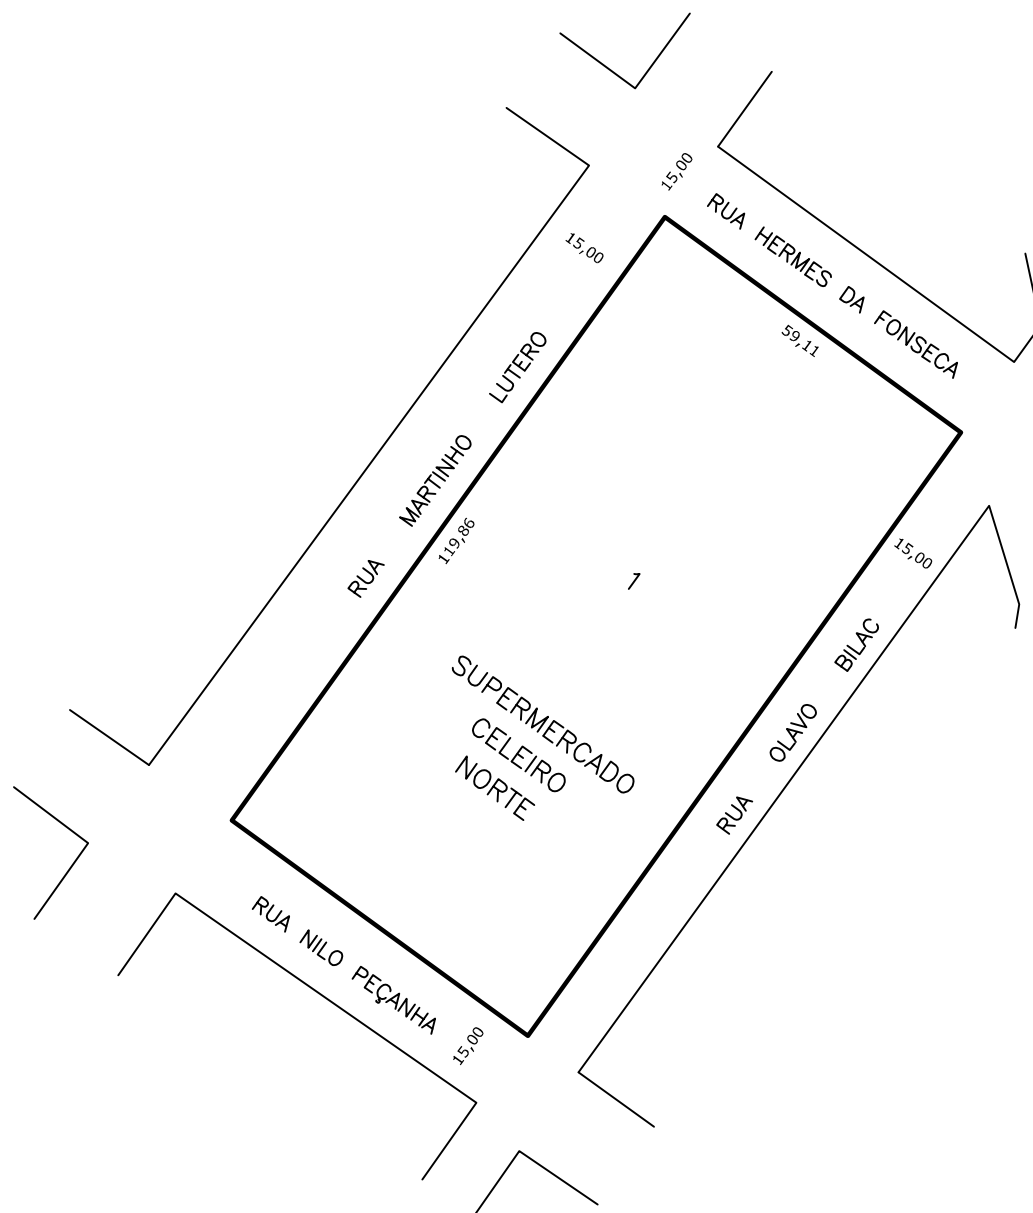 15,00
RUA HERMES DA FONSECA
15,00
59,11
RUA MARTINHO LUTERO
119,86
15,00
1
RUA OLAVO BILAC
SUPERMERCADO
CELEIRO
NORTE
RUA NILO PEÇANHA
15,00